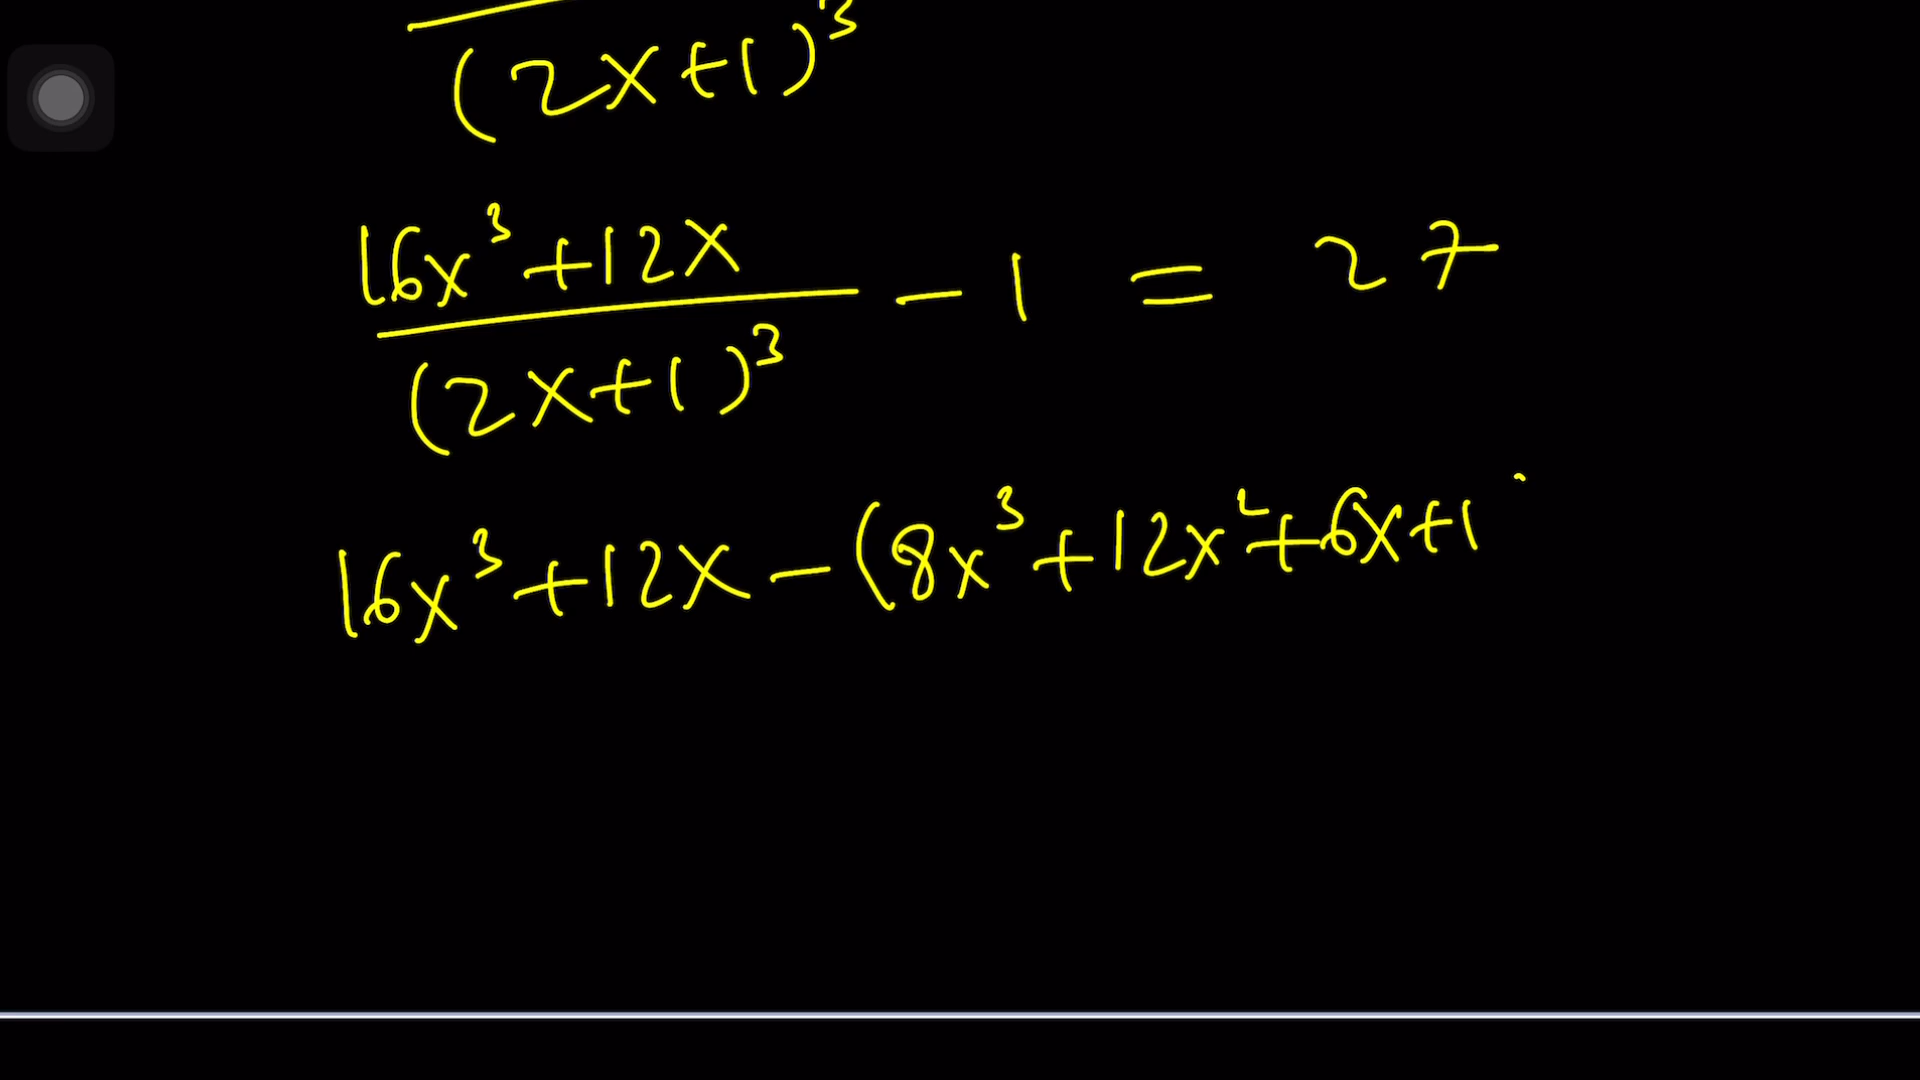 (2x+1)³
16x³+12x
――――― - 1 = 27
(2x+1)³
16x³+12x-(8x³+12x²+6x+1